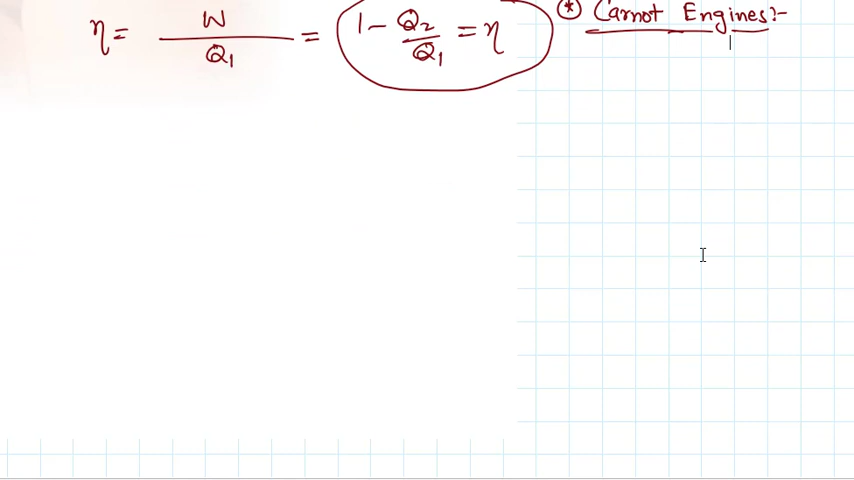 η = W / Q₁ = 1 - Q₂ / Q₁ = η
* Carnot Engines:-